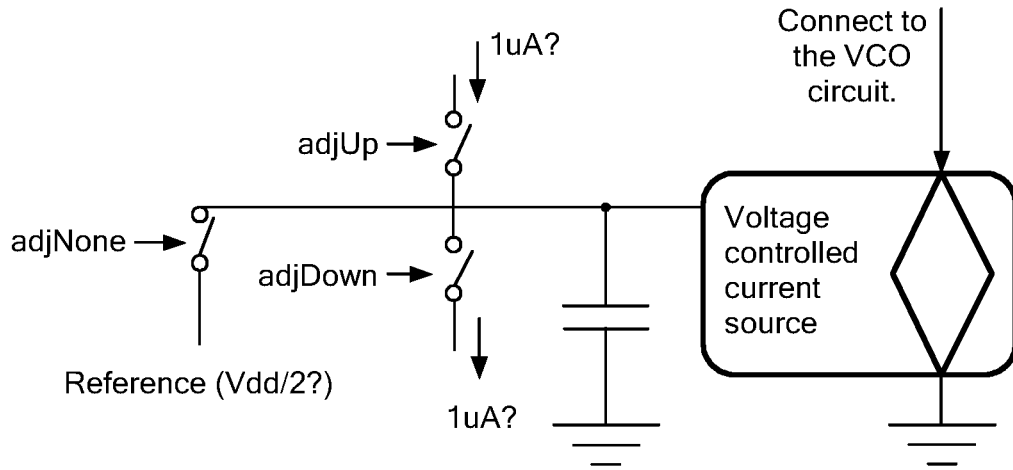 Connect to
the VCO
circuit.
1uA?
adjUp
adjNone
adjDown
Voltage
controlled
current
source
Reference (Vdd/2?)
1uA?